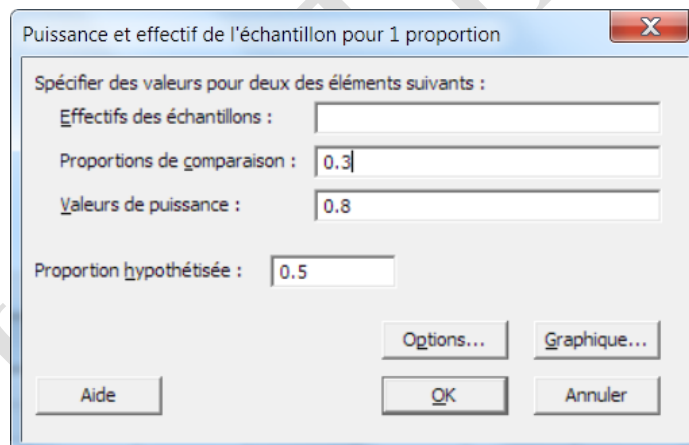 Puissance et effectif de l'échantillon pour 1 proportion
Spécifier des valeurs pour deux des éléments suivants :
Effectifs des échantillons :
Proportions de comparaison : 0.3
Valeurs de puissance : 0.8
Proportion hypothétisée : 0.5
Options... Graphique...
Aide OK Annuler